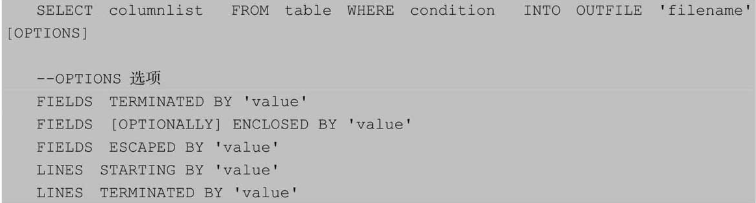 SELECT columnlist FROM table WHERE condition INTO OUTFILE 'filename'
[OPTIONS]
--OPTIONS 选项
FIELDS TERMINATED BY 'value'
FIELDS [OPTIONALLY] ENCLOSED BY 'value'
FIELDS ESCAPED BY 'value'
LINES STARTING BY 'value'
LINES TERMINATED BY 'value'